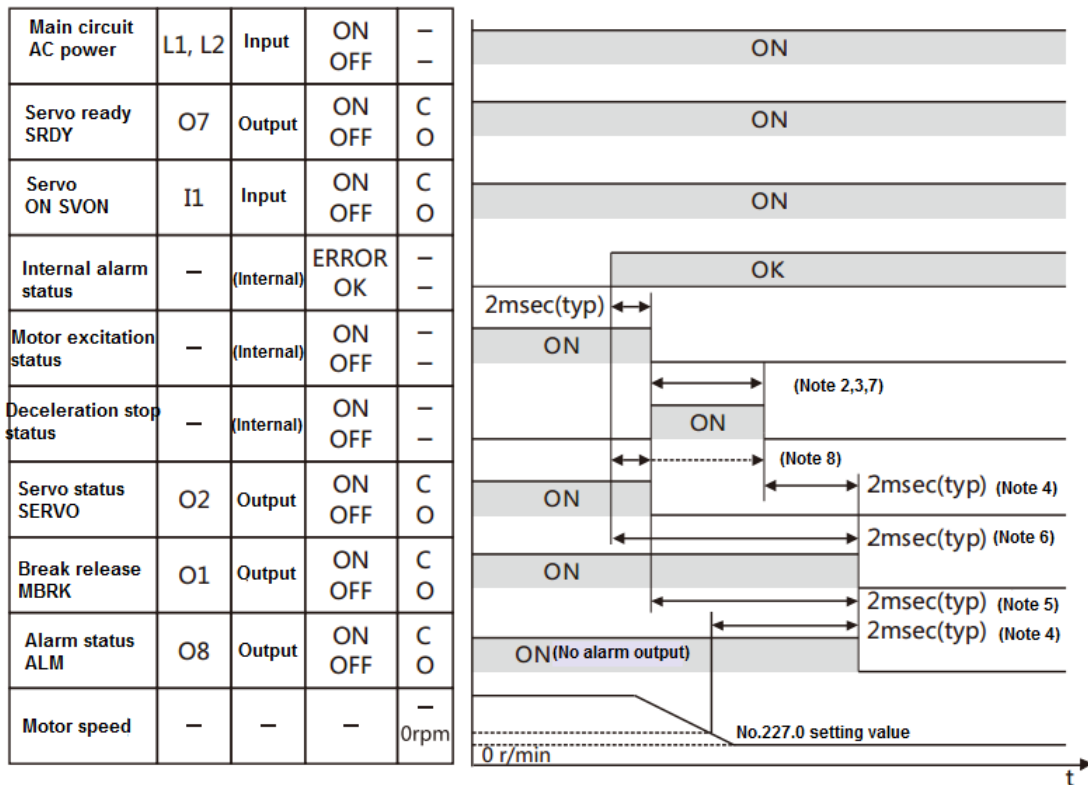 Main circuit
AC power
L1, L2
Input
ON
OFF
–
–
ON
Servo ready
SRDY
O7
Output
ON
OFF
C
O
ON
Servo
ON SVON
I1
Input
ON
OFF
C
O
ON
Internal alarm
status
–
(Internal)
ERROR
OK
–
–
OK
2msec(typ)
Motor excitation
status
–
(Internal)
ON
OFF
–
–
ON
(Note 2,3,7)
Deceleration stop
status
–
(Internal)
ON
OFF
–
–
ON
(Note 8)
Servo status
SERVO
O2
Output
ON
OFF
C
O
ON
2msec(typ) (Note 4)
2msec(typ) (Note 6)
Break release
MBRK
O1
Output
ON
OFF
C
O
ON
2msec(typ) (Note 5)
2msec(typ) (Note 4)
Alarm status
ALM
O8
Output
ON
OFF
C
O
ON(No alarm output)
Motor speed
–
–
–
–
0rpm
No.227.0 setting value
0 r/min
t